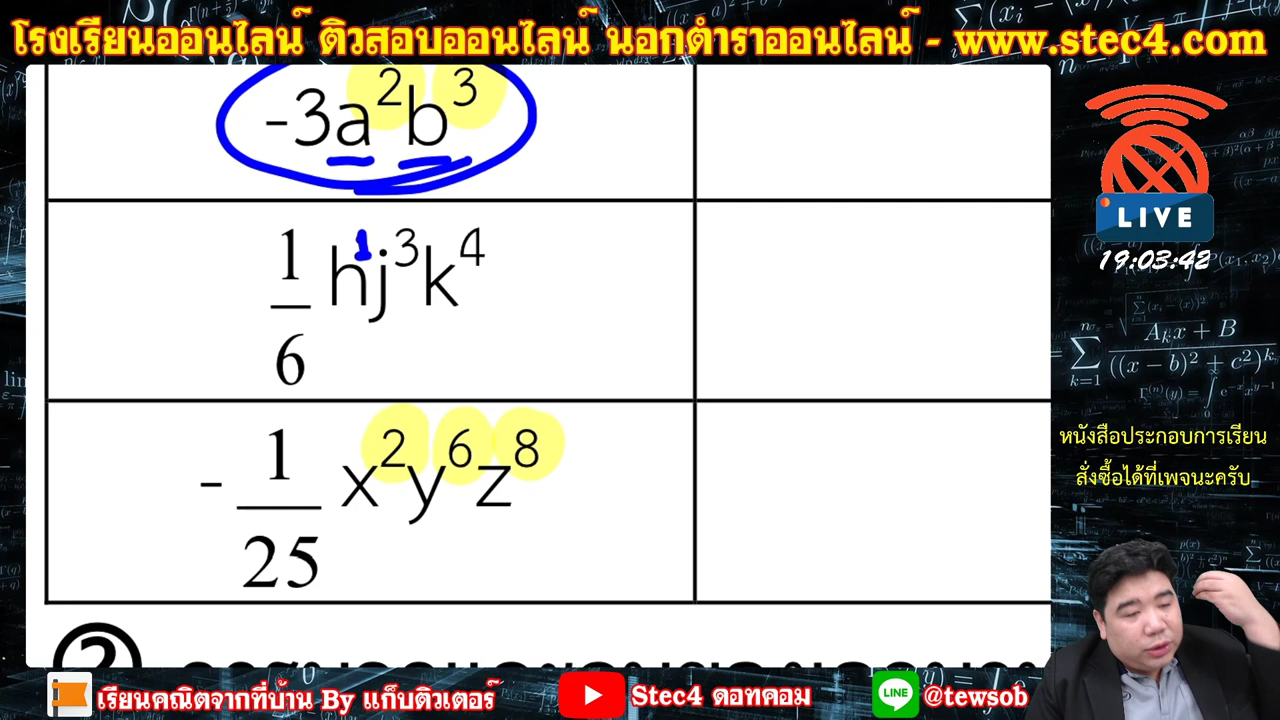 โรงเรียนออนไลน์ ติวสอบออนไลน์ นอกตำราออนไลน์ - www.stec4.com
-3a²b³
LIVE
19:03:42
1/6 h¹j³k⁴
-1/25 x²y⁶z⁸
หนังสือประกอบการเรียน
สั่งซื้อได้ที่เพจนะครับ
เรียนคณิตจากที่บ้าน By แก็บติวเตอร์
Stec4 ดอทคอม
LINE
@tewsob